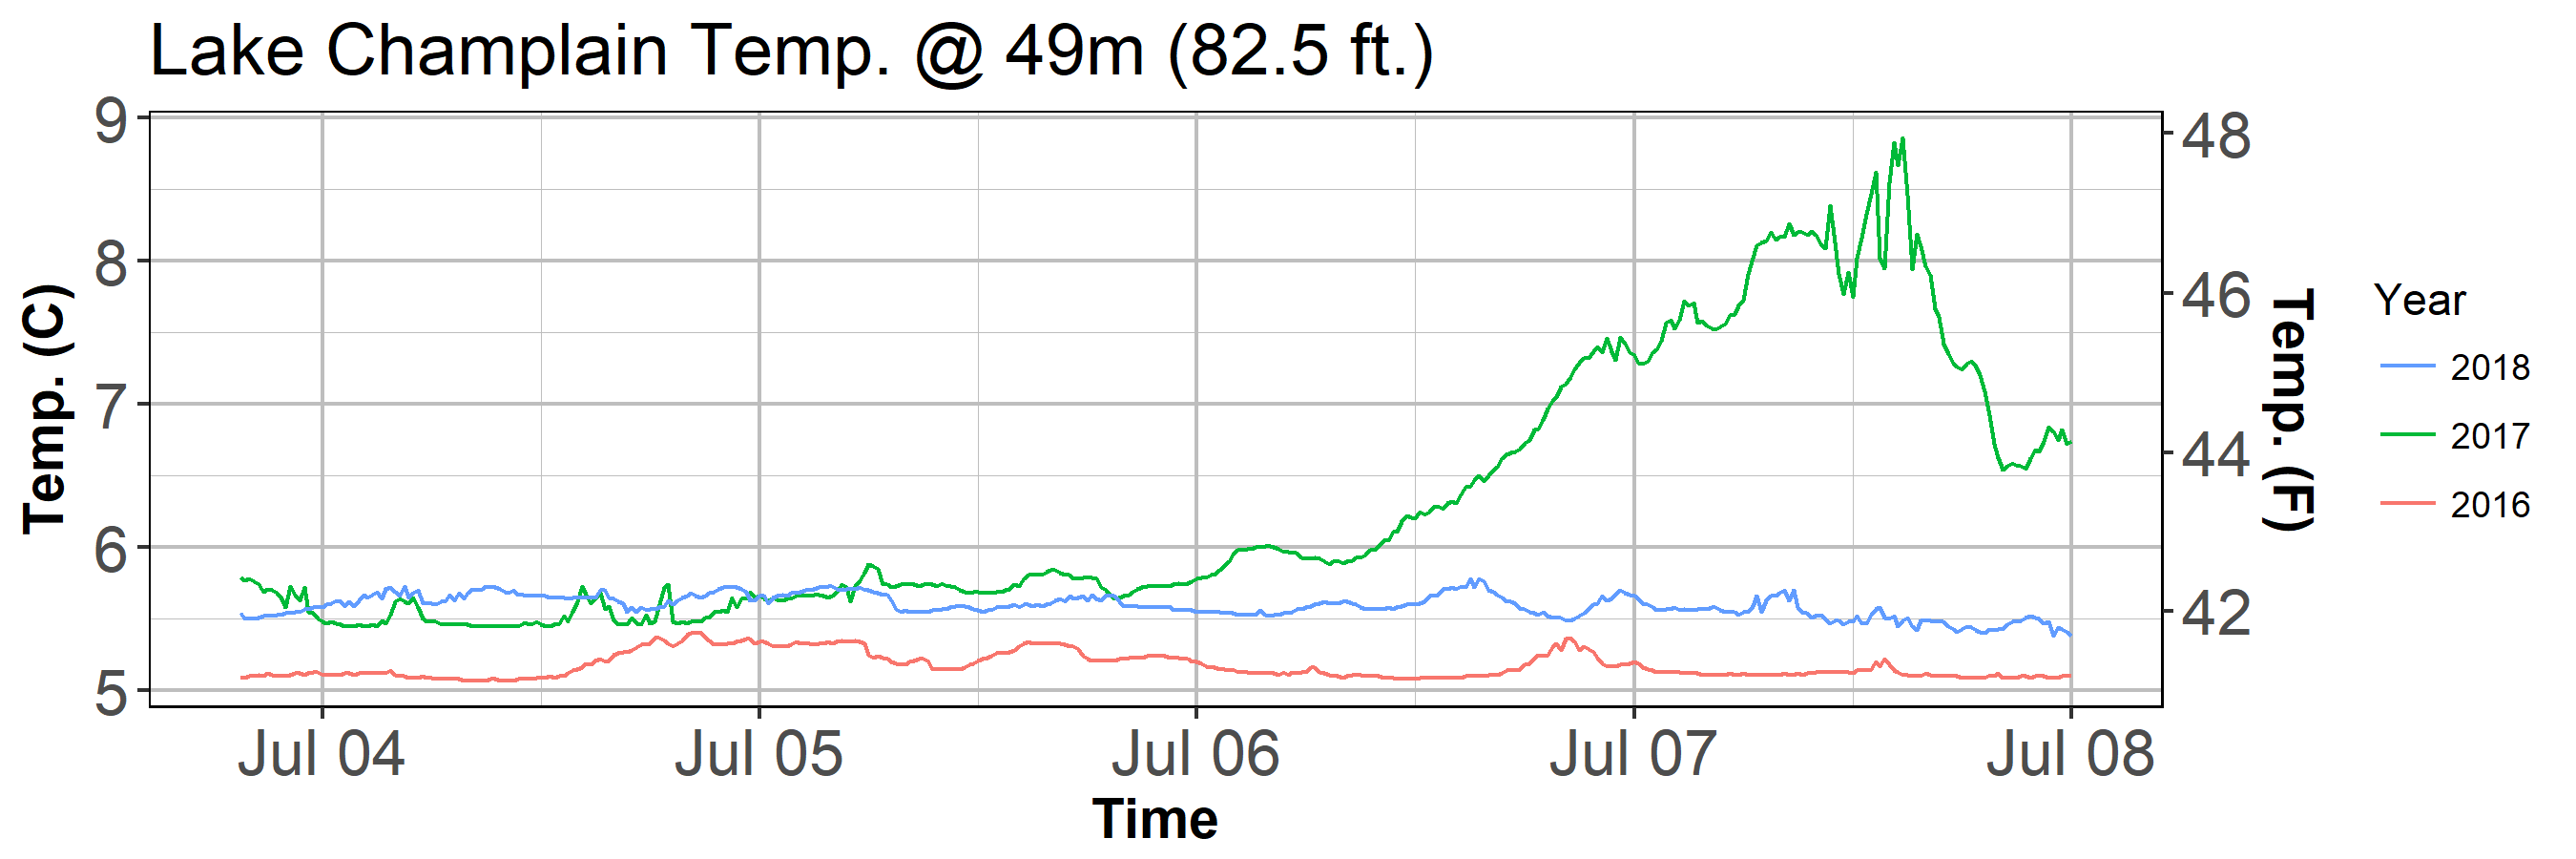 Lake Champlain Temp. @ 49m (82.5 ft.)
9
8
7
6
5
Temp. (C)
48
46
44
42
Temp. (F)
Jul 04
Jul 05
Jul 06
Jul 07
Jul 08
Time
Year
2018
2017
2016